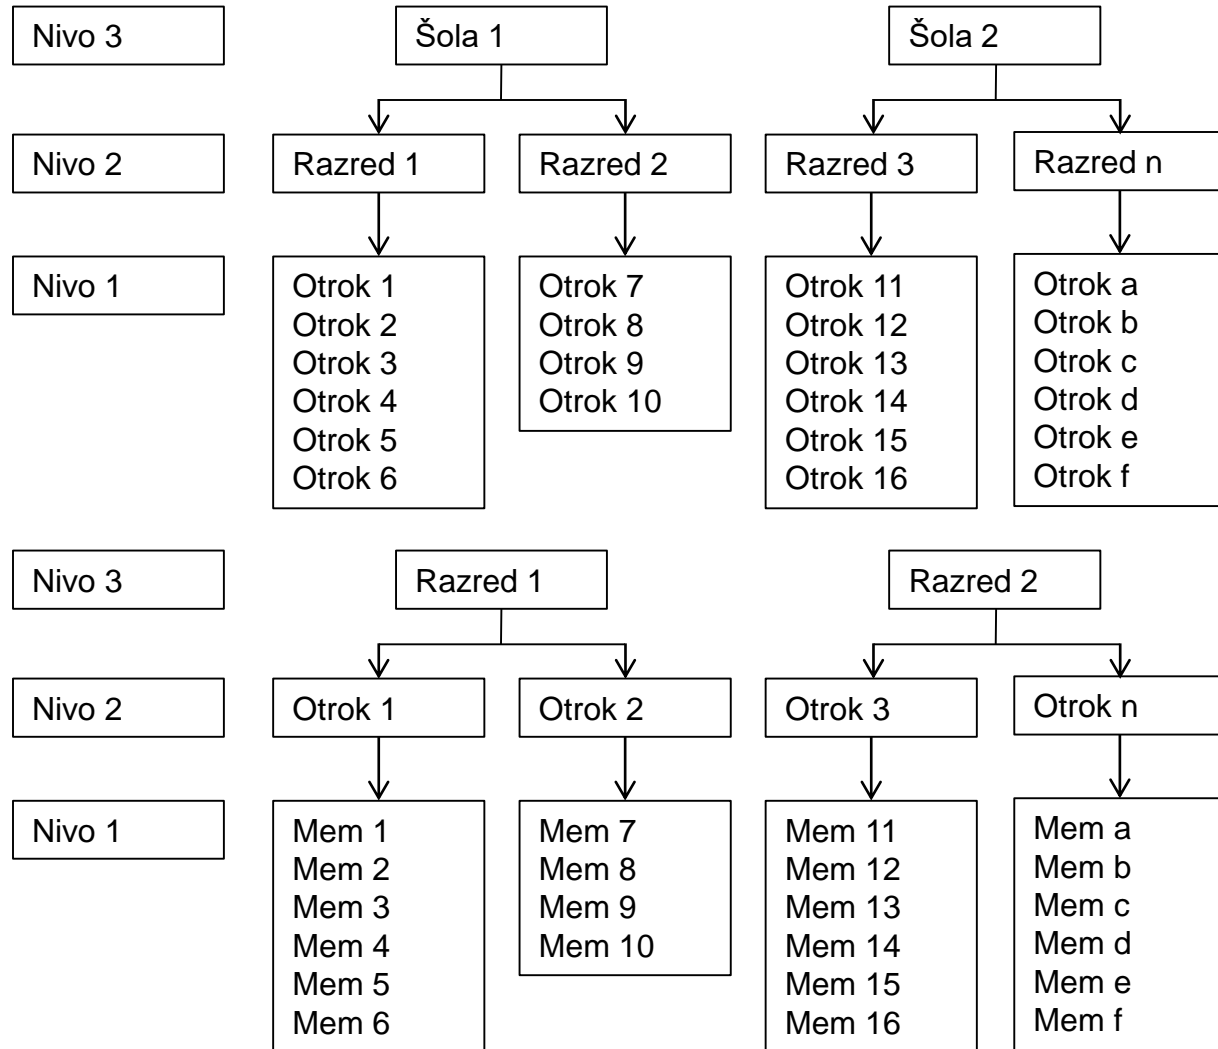 Nivo 3
Šola 1
Šola 2
Nivo 2
Razred 1
Razred 2
Razred 3
Razred n
Nivo 1
Otrok 1
Otrok 2
Otrok 3
Otrok 4
Otrok 5
Otrok 6
Otrok 7
Otrok 8
Otrok 9
Otrok 10
Otrok 11
Otrok 12
Otrok 13
Otrok 14
Otrok 15
Otrok 16
Otrok a
Otrok b
Otrok c
Otrok d
Otrok e
Otrok f
Nivo 3
Razred 1
Razred 2
Nivo 2
Otrok 1
Otrok 2
Otrok 3
Otrok n
Nivo 1
Mem 1
Mem 2
Mem 3
Mem 4
Mem 5
Mem 6
Mem 7
Mem 8
Mem 9
Mem 10
Mem 11
Mem 12
Mem 13
Mem 14
Mem 15
Mem 16
Mem a
Mem b
Mem c
Mem d
Mem e
Mem f